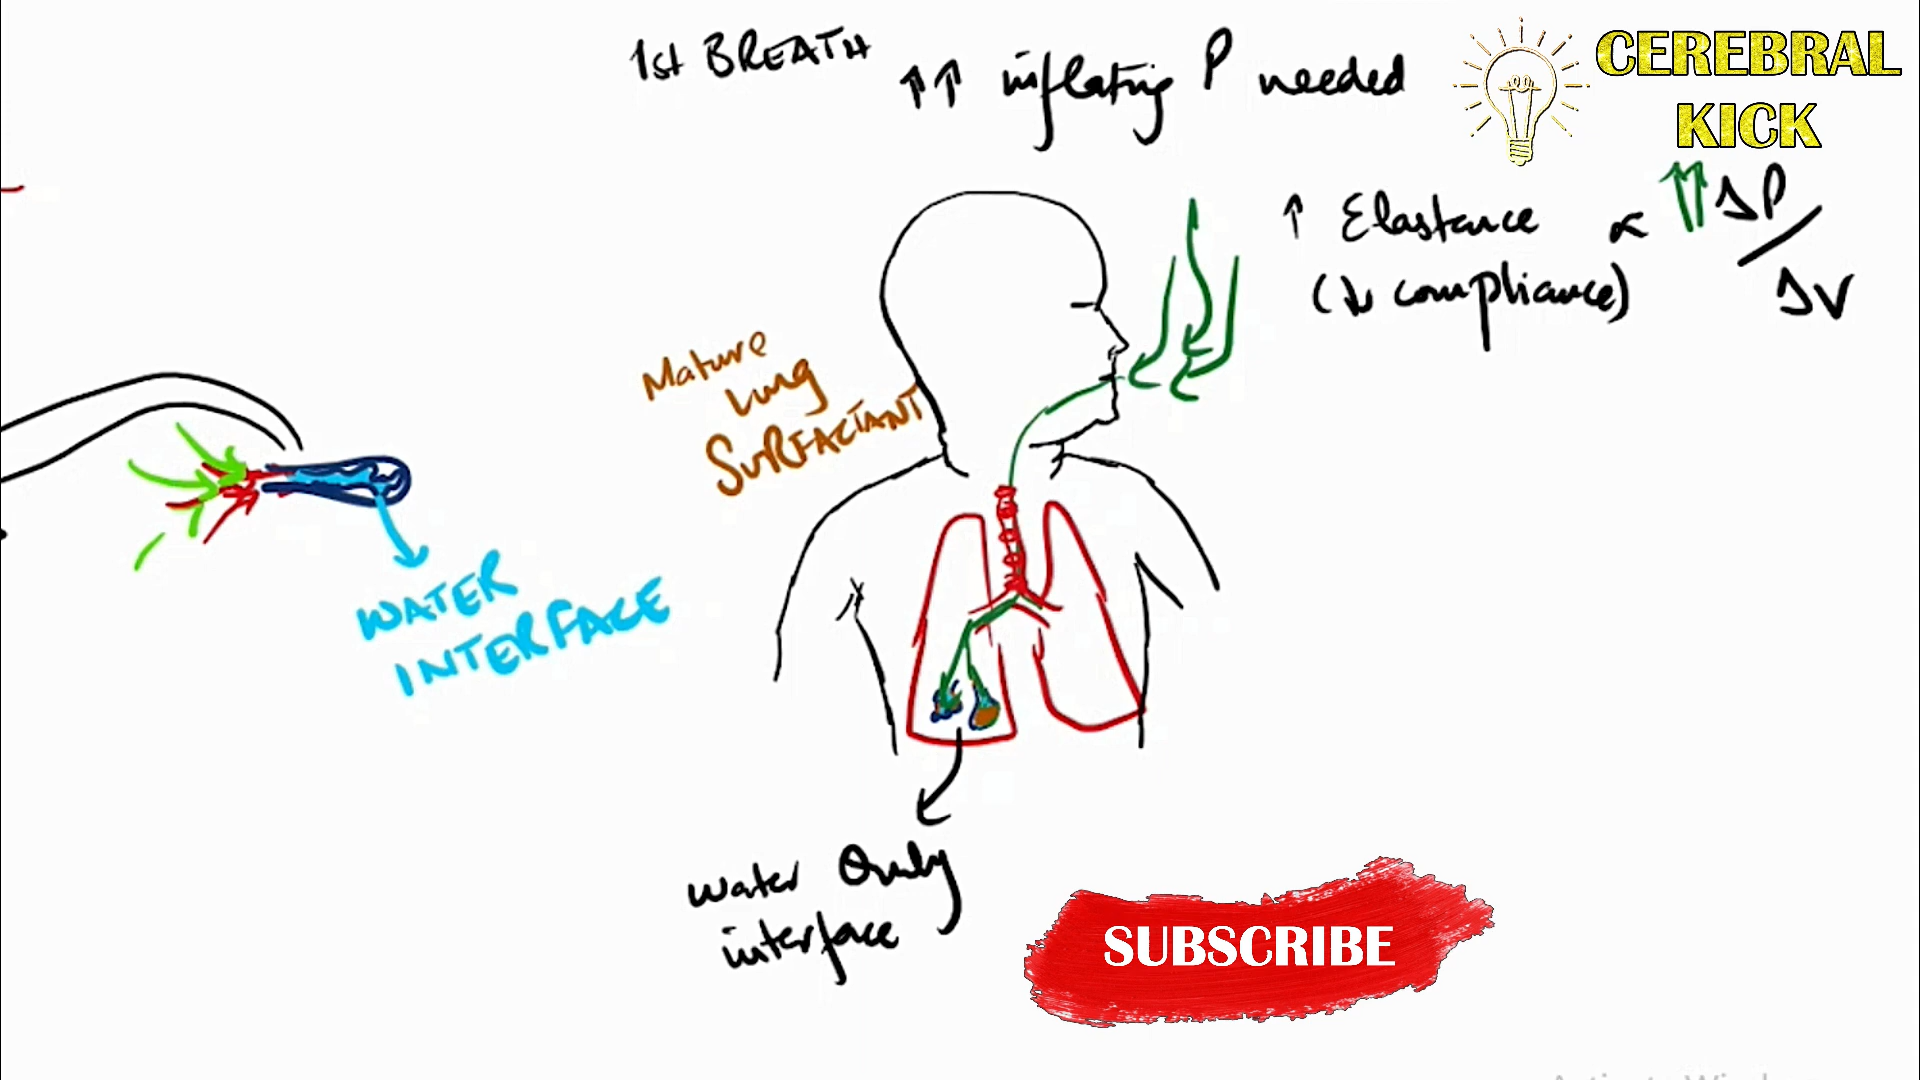 1st BREATH
↑↑ inflating P needed
CEREBRAL
KICK
↑ Elastance ∝ ↑↑ΔP/ΔV
(↓ compliance)
Mature
Lung
SURFACTANT
WATER
INTERFACE
water Only
interface
SUBSCRIBE